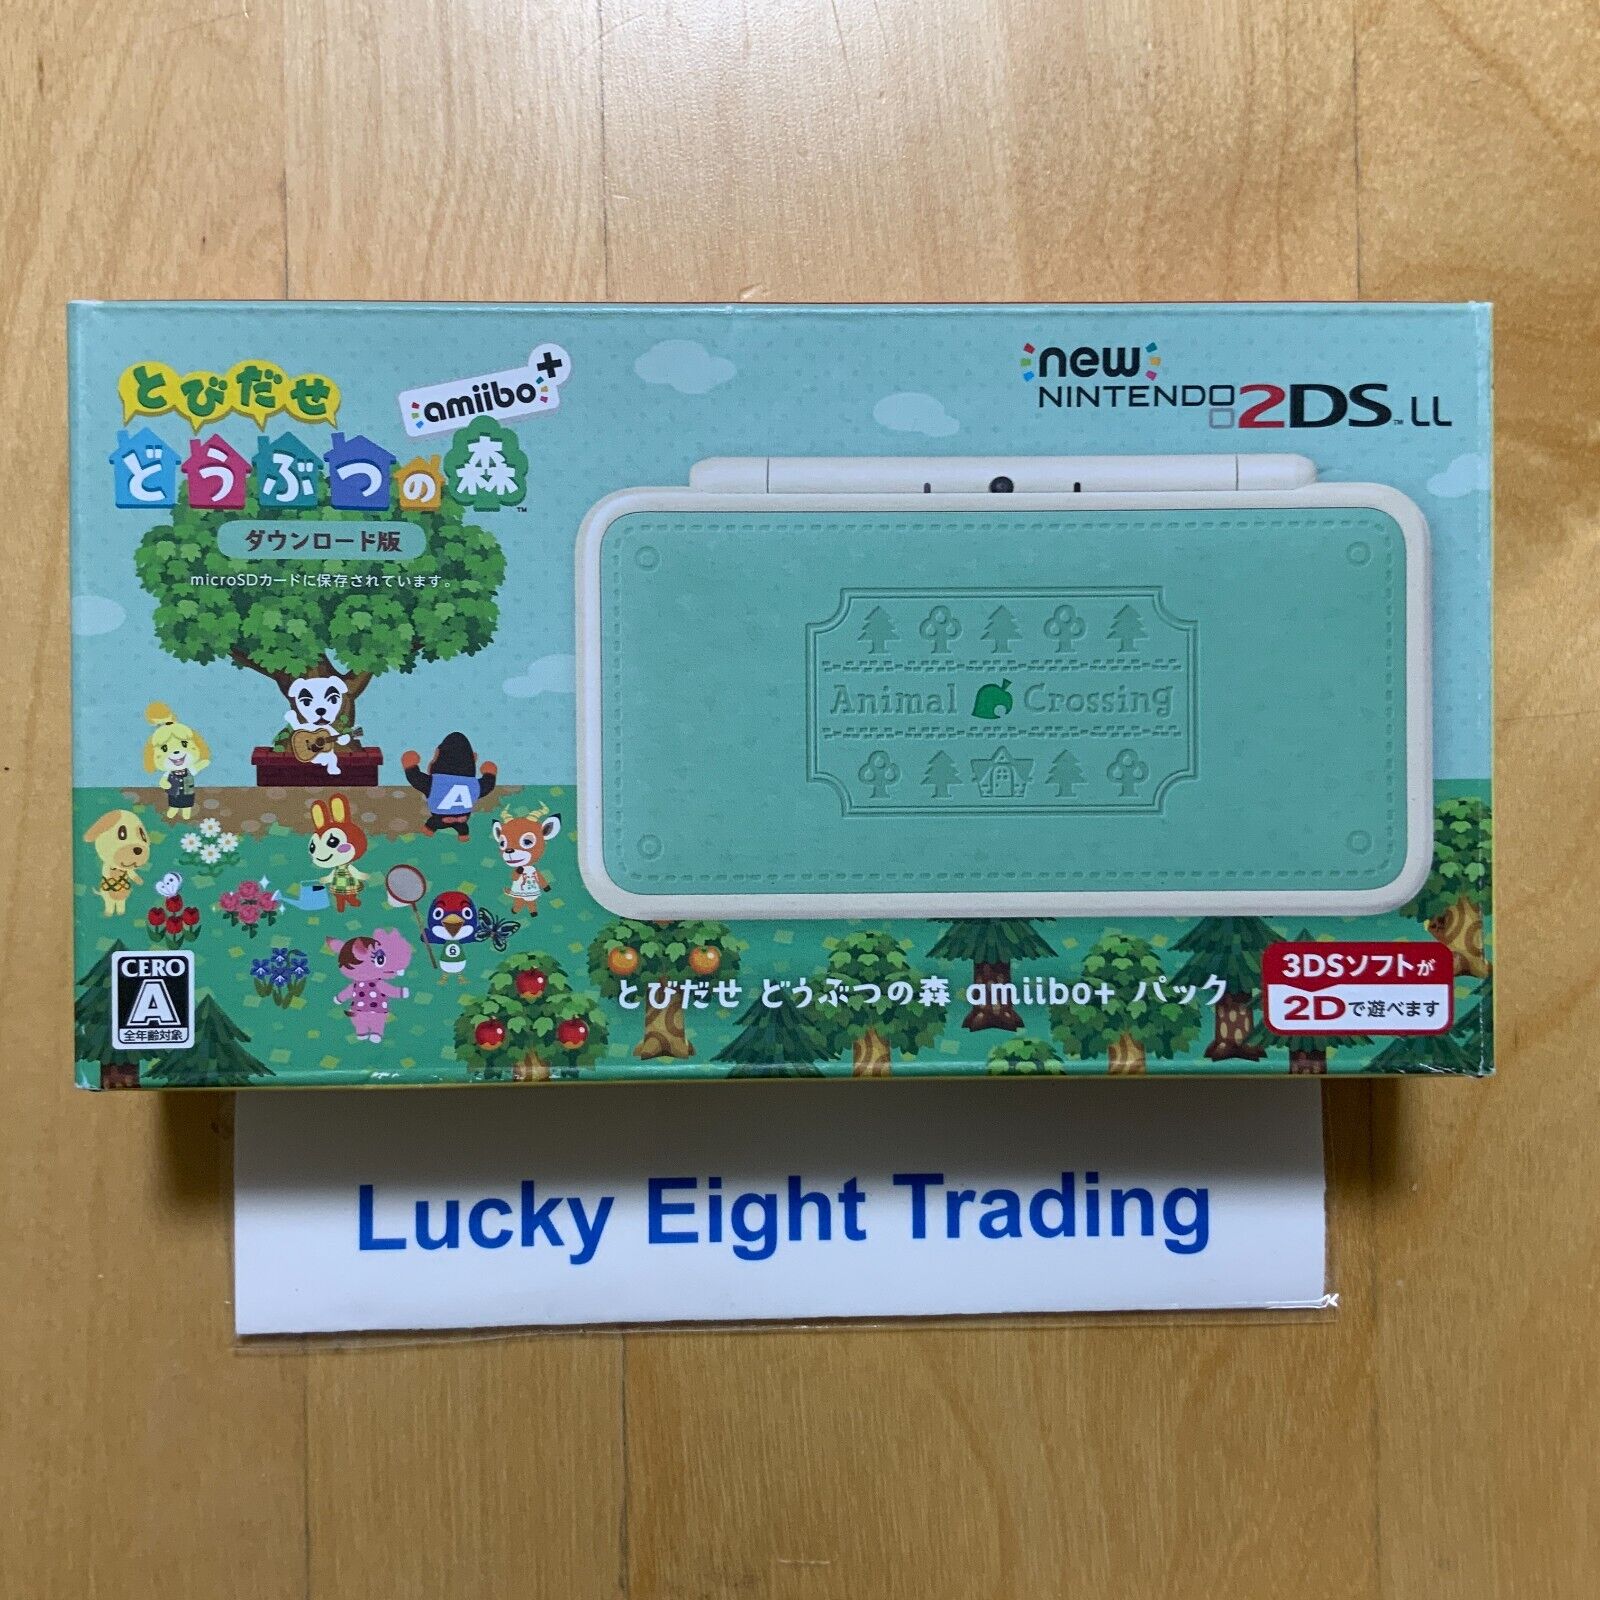 とびだせ
どうぶつの森™
amiibo+
ダウンロード版
microSDカードに保存されています。
new
NINTENDO 2DS™ LL
Animal Crossing
A
6
CERO
A
全年齢対象
とびだせ どうぶつの森 amiibo+ パック
3DSソフトが
2Dで遊べます
Lucky Eight Trading